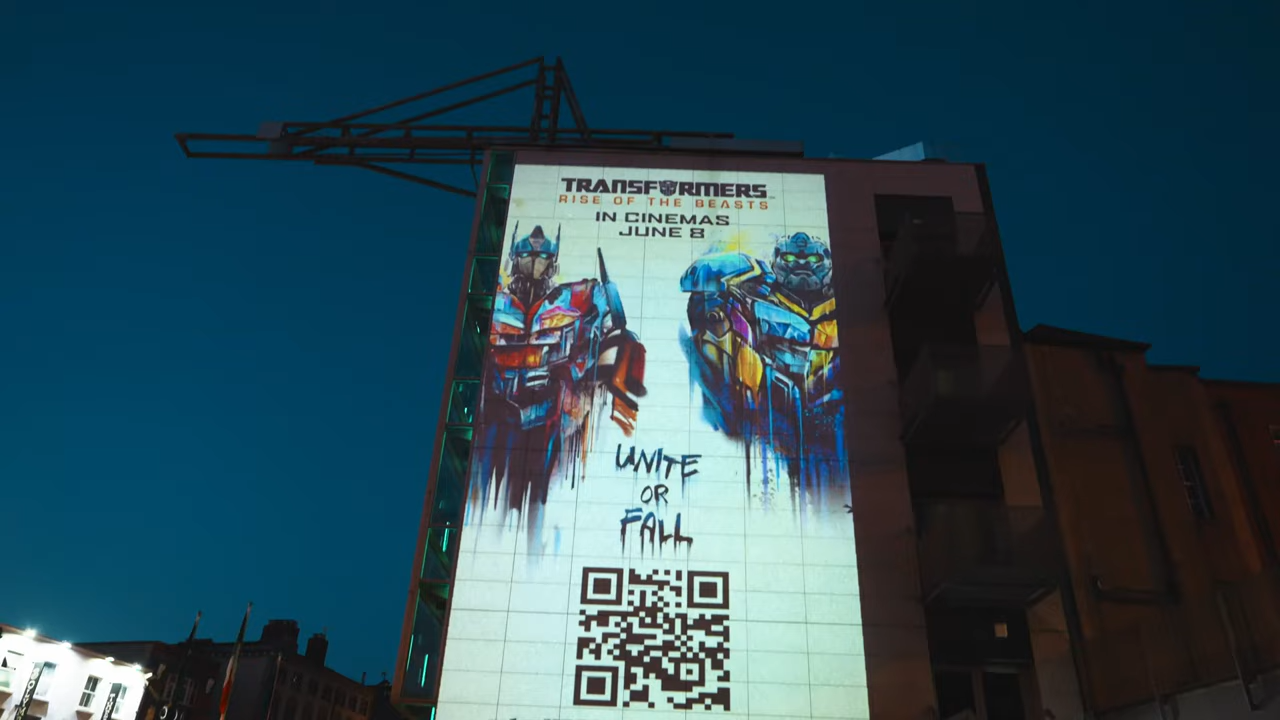 TRANSFORMERS
RISE OF THE BEASTS
IN CINEMAS
JUNE 8
UNITE
OR
FALL